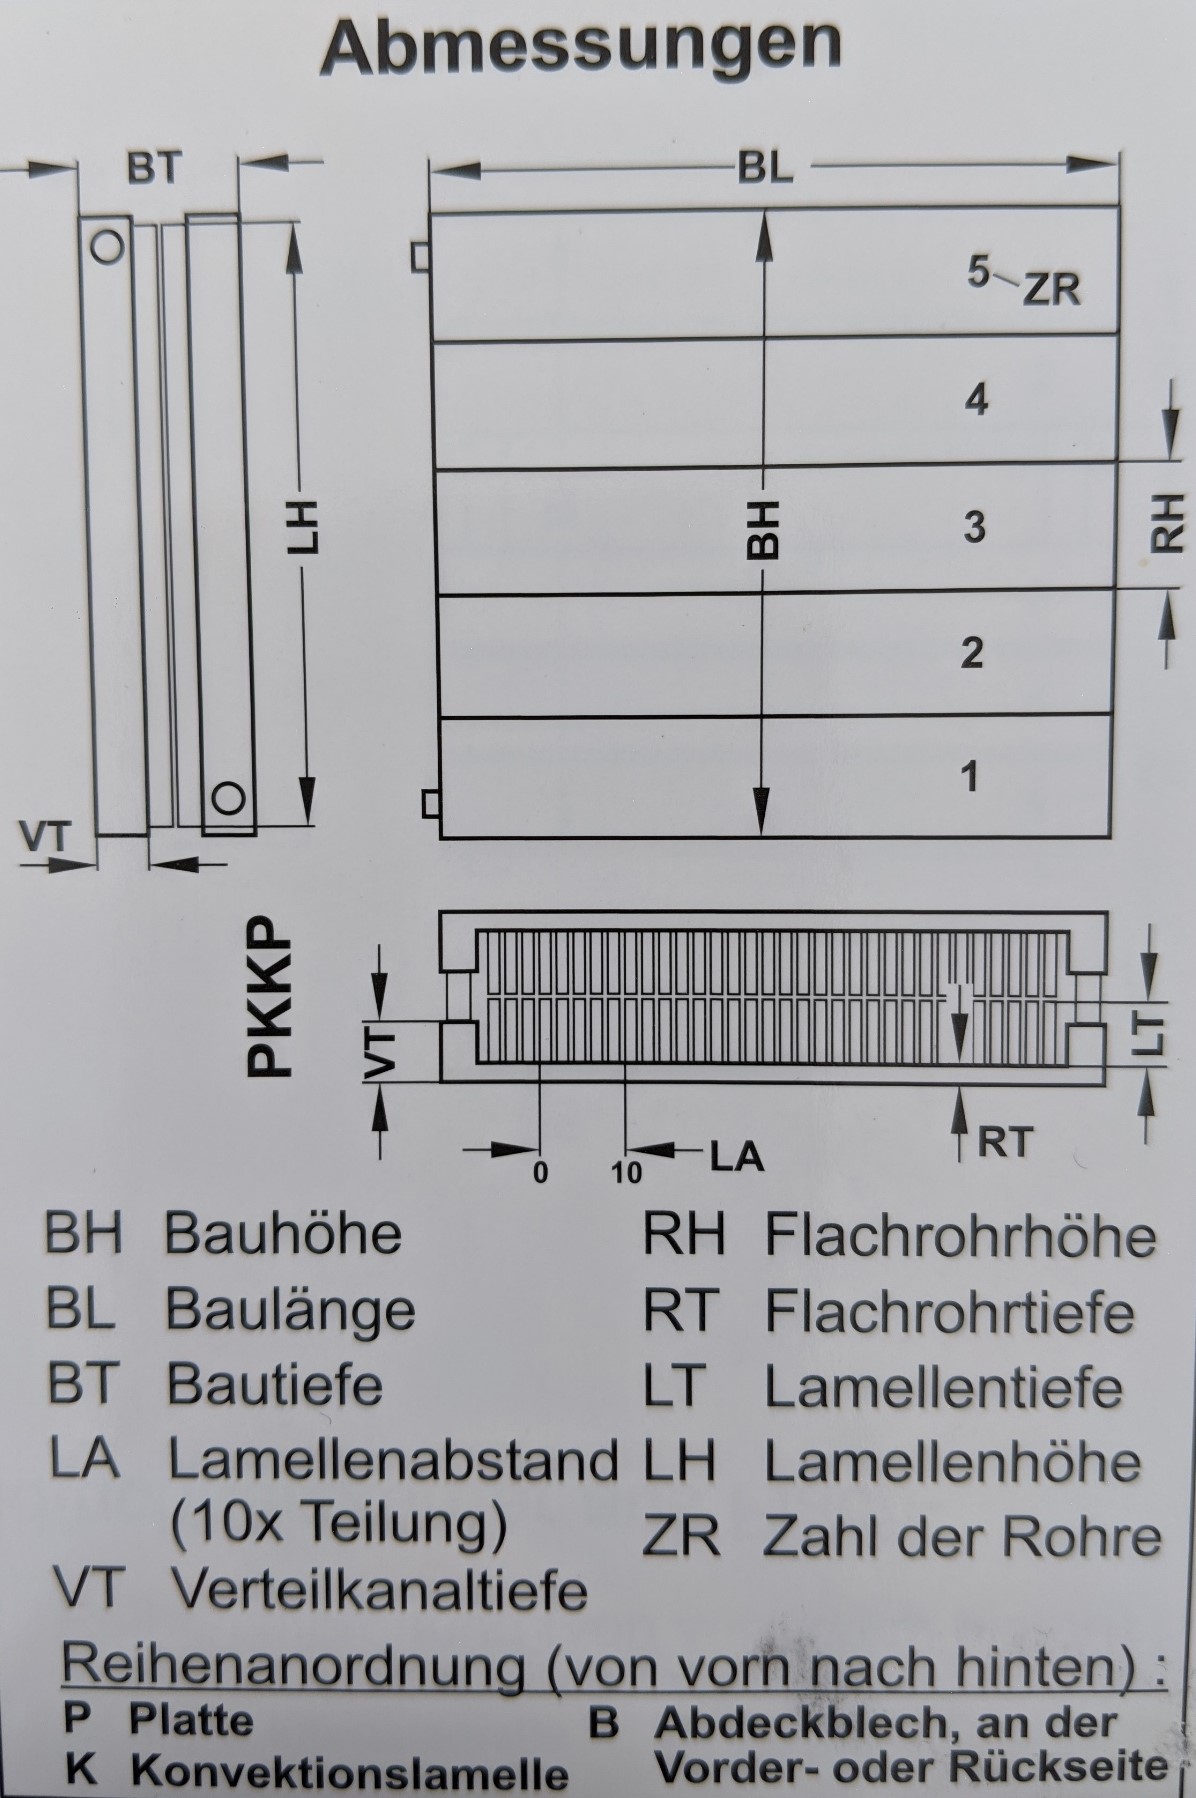 Abmessungen
BT
BL
5 ZR
4
LH
BH
3
RH
2
1
VT
PKKP
VT
LT
RT
0 10 LA
BH Bauhöhe
BL Baulänge
BT Bautiefe
LA Lamellenabstand
(10x Teilung)
VT Verteilkanaltiefe
RH Flachrohrhöhe
RT Flachrohrtiefe
LT Lamellentiefe
LH Lamellenhöhe
ZR Zahl der Rohre
Reihenanordnung (von vorn nach hinten) :
P Platte
K Konvektionslamelle
B Abdeckblech, an der
Vorder- oder Rückseite